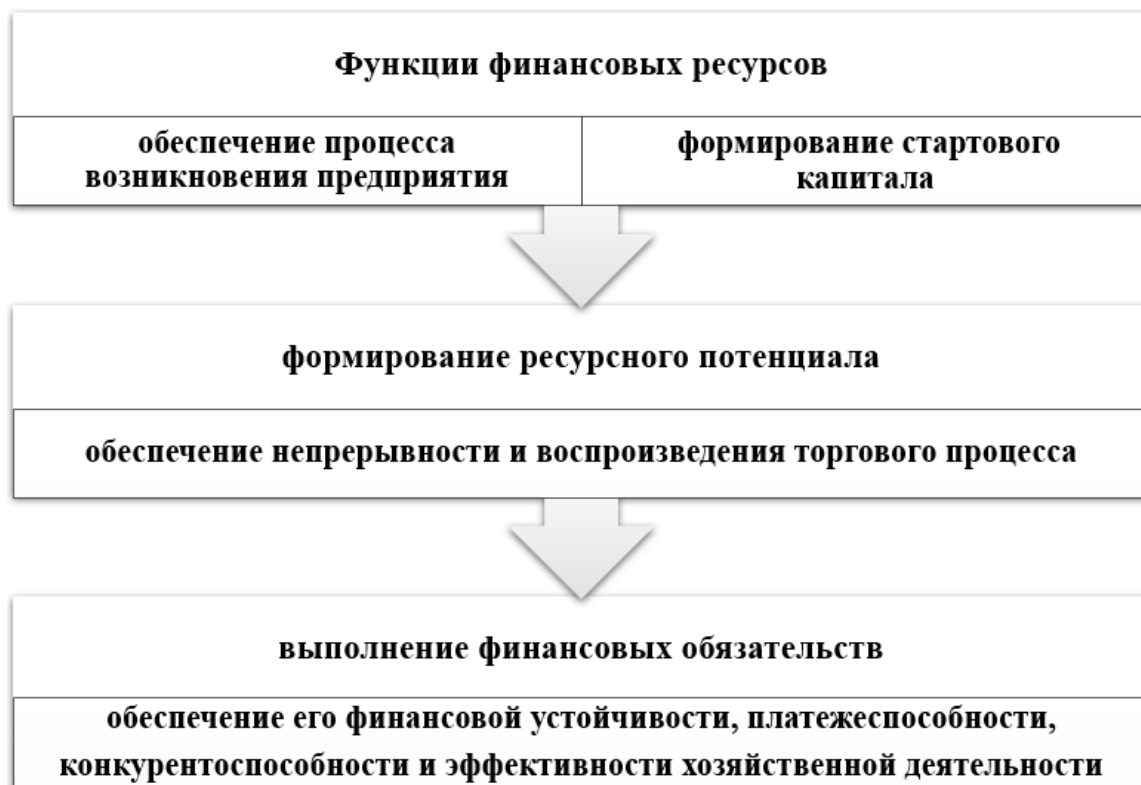 Функции финансовых ресурсов
обеспечение процесса
возникновения предприятия
формирование стартового
капитала
формирование ресурсного потенциала
обеспечение непрерывности и воспроизведения торгового процесса
выполнение финансовых обязательств
обеспечение его финансовой устойчивости, платежеспособности,
конкурентоспособности и эффективности хозяйственной деятельности